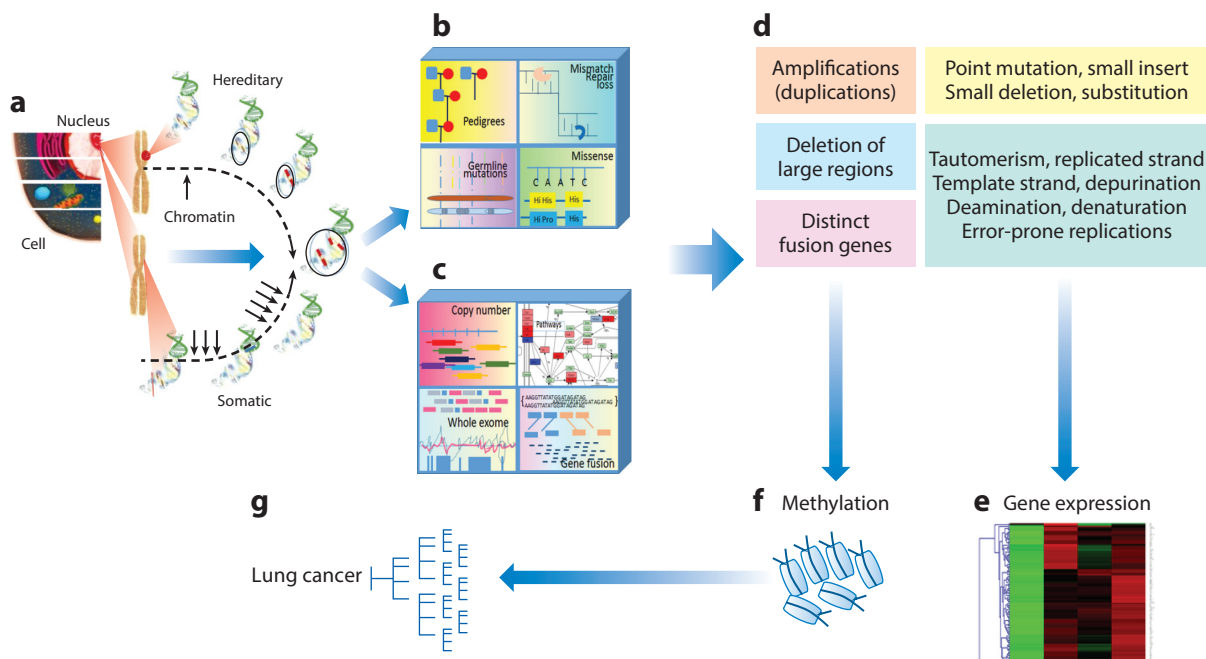 a
Nucleus
Cell
Hereditary
Chromatin
Somatic
b
Pedigrees
Mismatch
Repair
loss
Germline
mutations
Missense
C A A T C
Hi His
His
Hi Pro
His
c
Copy number
Pathways
Whole exome
AAGGTTATATGGATAGATAG
AAGGTTATATGGATAGATAG
AAGGTTATATGGATAGATAG
Gene fusion
d
Amplifications
(duplications)
Point mutation, small insert
Small deletion, substitution
Deletion of
large regions
Tautomerism, replicated strand
Template strand, depurination
Deamination, denaturation
Error-prone replications
Distinct
fusion genes
g
Lung cancer
f
Methylation
e
Gene expression